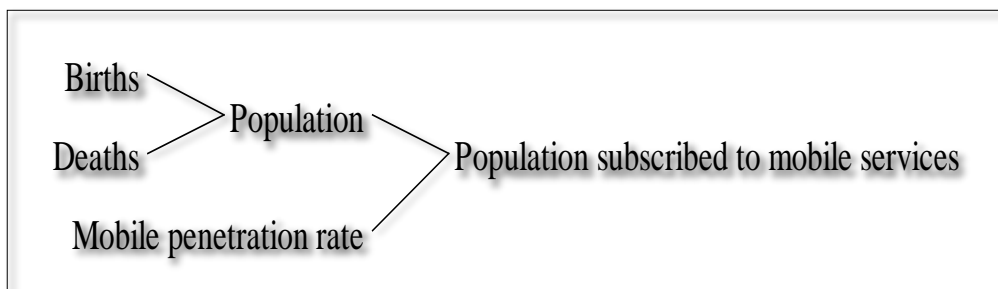 Births
Population
Deaths
Population subscribed to mobile services
Mobile penetration rate